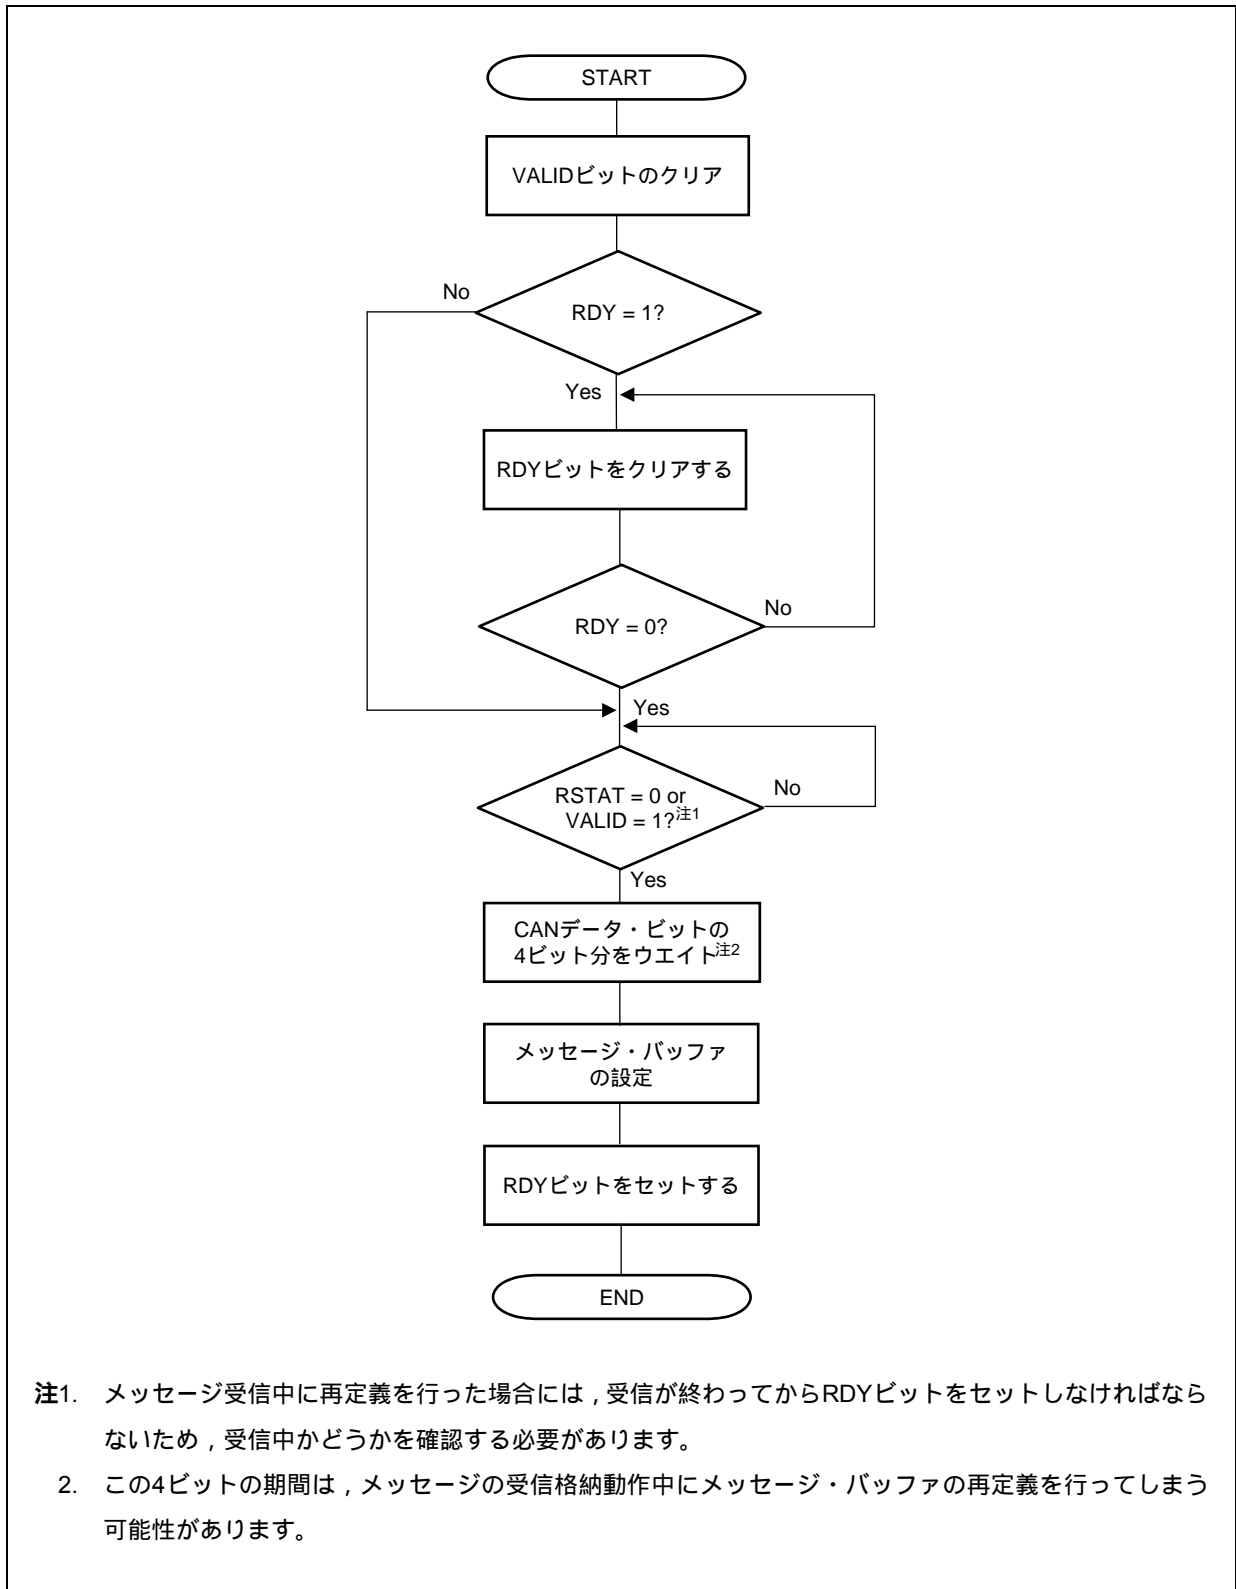 START
VALIDビットのクリア
No
RDY = 1?
Yes
RDYビットをクリアする
RDY = 0?
No
Yes
RSTAT = 0 or
VALID = 1?注1
No
Yes
CANデータ・ビットの
4ビット分をウエイト注2
メッセージ・バッファ
の設定
RDYビットをセットする
END
注1. メッセージ受信中に再定義を行った場合には，受信が終わってからRDYビットをセットしなければなら
ないため，受信中かどうかを確認する必要があります。
2. この4ビットの期間は，メッセージの受信格納動作中にメッセージ・バッファの再定義を行ってしまう
可能性があります。